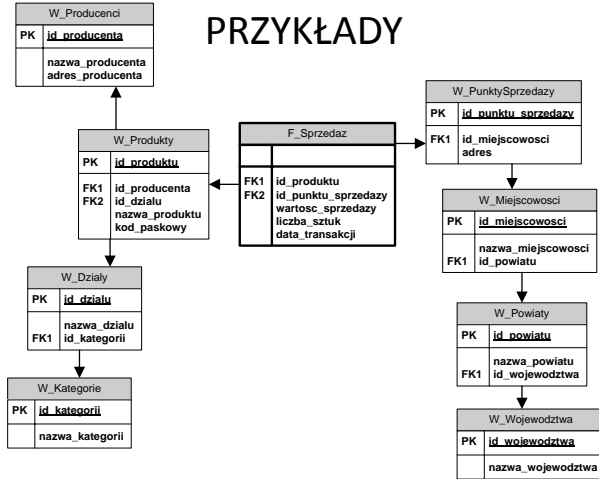 PRZYKŁADY
W_Producenci
PK id_producenta
nazwa_producenta
adres_producenta
W_Produkty
PK id_produktu
FK1 id_producenta
FK2 id_dzialu
nazwa_produktu
kod_paskowy
W_Dzialy
PK id_dzialu
nazwa_dzialu
FK1 id_kategorii
W_Kategorie
PK id_kategorii
nazwa_kategorii
F_Sprzedaz
FK1 id_produktu
FK2 id_punktu_sprzedazy
wartosc_sprzedazy
liczba_sztuk
data_transakcji
W_PunktySprzedazy
PK id_punktu_sprzedazy
FK1 id_miejscowosci
adres
W_Miejscowosci
PK id_miejscowosci
nazwa_miejscowosci
FK1 id_powiatu
W_Powiaty
PK id_powiatu
nazwa_powiatu
FK1 id_wojewodztwa
W_Wojewodztwa
PK id_wojewodztwa
nazwa_wojewodztwa